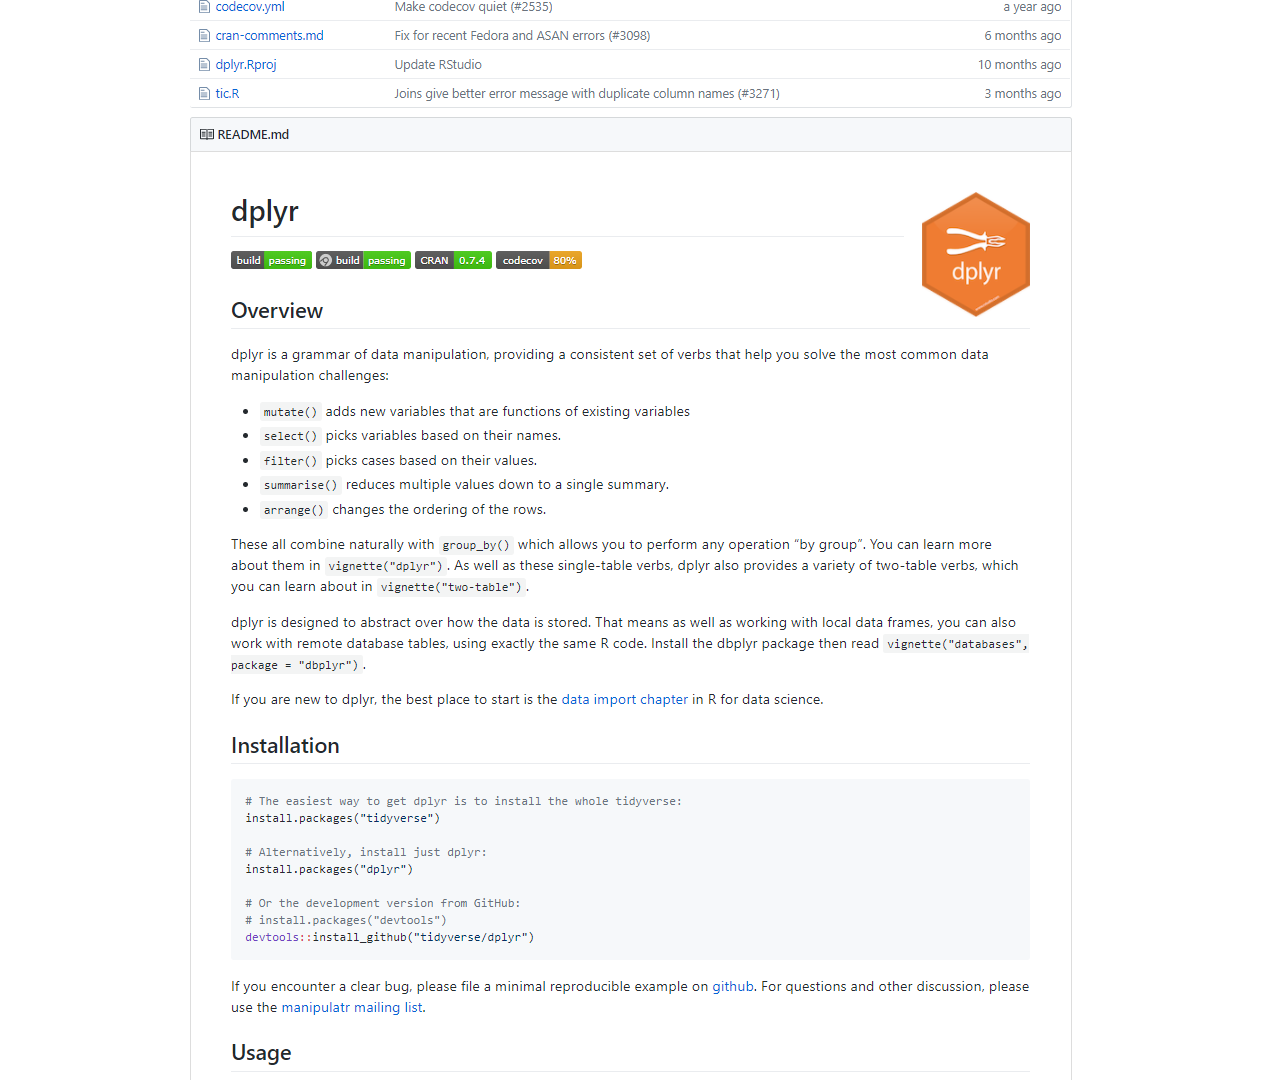 codecov.yml Make codecov quiet (#2535) a year ago
cran-comments.md Fix for recent Fedora and ASAN errors (#3098) 6 months ago
dplyr.Rproj Update RStudio 10 months ago
tic.R Joins give better error message with duplicate column names (#3271) 3 months ago
README.md
dplyr
dplyr
build passing build passing CRAN 0.7.4 codecov 80%
Overview
dplyr is a grammar of data manipulation, providing a consistent set of verbs that help you solve the most common data
manipulation challenges:
• mutate() adds new variables that are functions of existing variables
• select() picks variables based on their names.
• filter() picks cases based on their values.
• summarise() reduces multiple values down to a single summary.
• arrange() changes the ordering of the rows.
These all combine naturally with group_by() which allows you to perform any operation “by group”. You can learn more
about them in vignette("dplyr") . As well as these single-table verbs, dplyr also provides a variety of two-table verbs, which
you can learn about in vignette("two-table") .
dplyr is designed to abstract over how the data is stored. That means as well as working with local data frames, you can also
work with remote database tables, using exactly the same R code. Install the dbplyr package then read vignette("databases",
package = "dbplyr") .
If you are new to dplyr, the best place to start is the data import chapter in R for data science.
Installation
# The easiest way to get dplyr is to install the whole tidyverse:
install.packages("tidyverse")
# Alternatively, install just dplyr:
install.packages("dplyr")
# Or the development version from GitHub:
# install.packages("devtools")
devtools::install_github("tidyverse/dplyr")
If you encounter a clear bug, please file a minimal reproducible example on github. For questions and other discussion, please
use the manipulatr mailing list.
Usage